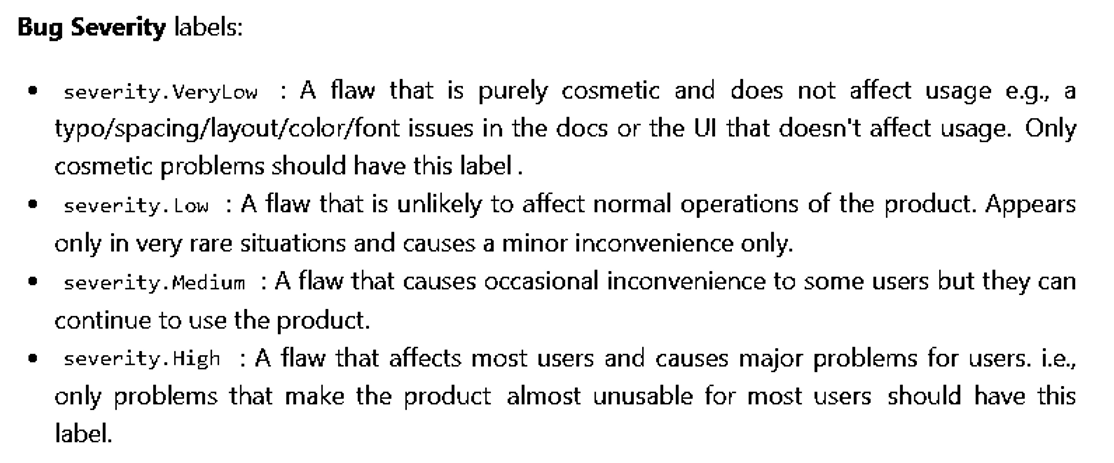 Bug Severity labels:
• severity.VeryLow : A flaw that is purely cosmetic and does not affect usage e.g., a
typo/spacing/layout/color/font issues in the docs or the UI that doesn't affect usage. Only
cosmetic problems should have this label.
• severity.Low : A flaw that is unlikely to affect normal operations of the product. Appears
only in very rare situations and causes a minor inconvenience only.
• severity.Medium : A flaw that causes occasional inconvenience to some users but they can
continue to use the product.
• severity.High : A flaw that affects most users and causes major problems for users. i.e.,
only problems that make the product almost unusable for most users should have this
label.